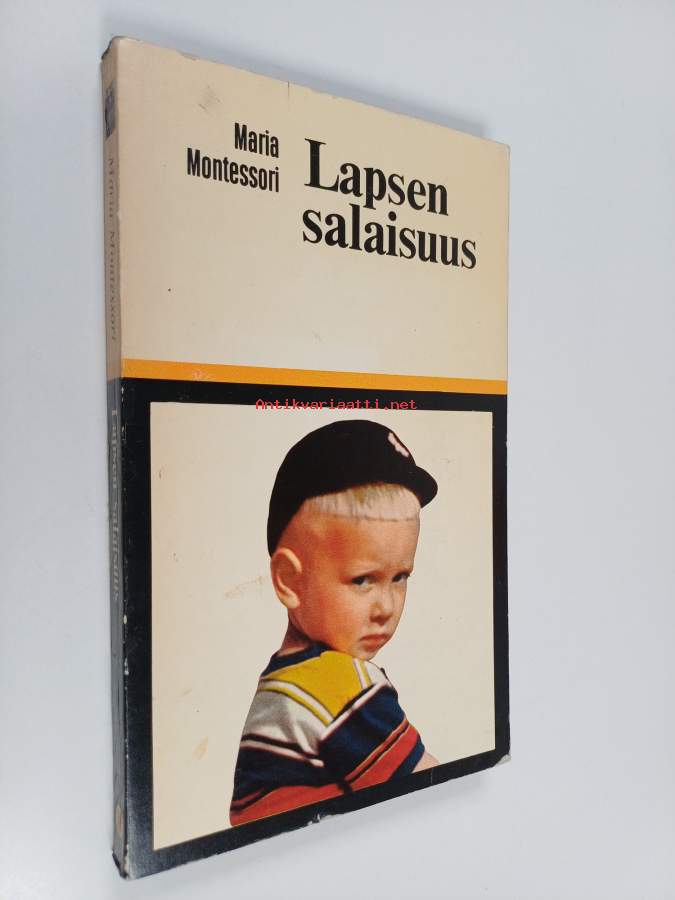 Maria
Montessori
Lapsen
salaisuus
Antikvariaatti.net
Maria Montessori
Lapsen salaisuus